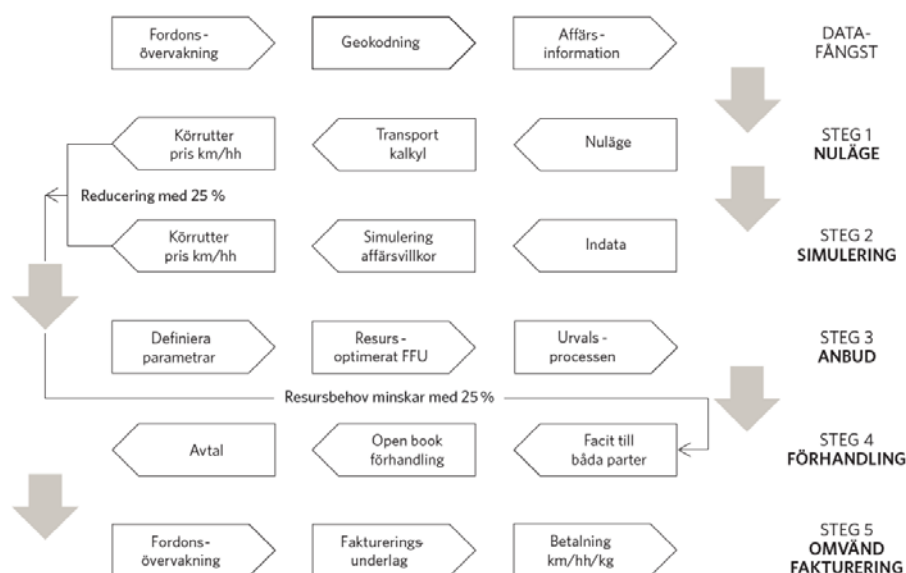 Fordons-
övervakning
Geokodning
Affärs-
information
DATA-
FÅNGST
Körrutter
pris km/hh
Transport
kalkyl
Nuläge
STEG 1
NULÄGE
Reducering med 25 %
Körrutter
pris km/hh
Simulering
affärsvillkor
Indata
STEG 2
SIMULERING
Definiera
parametrar
Resurs-
optimerat FFU
Urvals-
processen
STEG 3
ANBUD
Resursbehov minskar med 25 %
Avtal
Open book
förhandling
Facit till
båda parter
STEG 4
FÖRHANDLING
Fordons-
övervakning
Fakturerings-
underlag
Betalning
km/hh/kg
STEG 5
OMVÄND
FAKTURERING